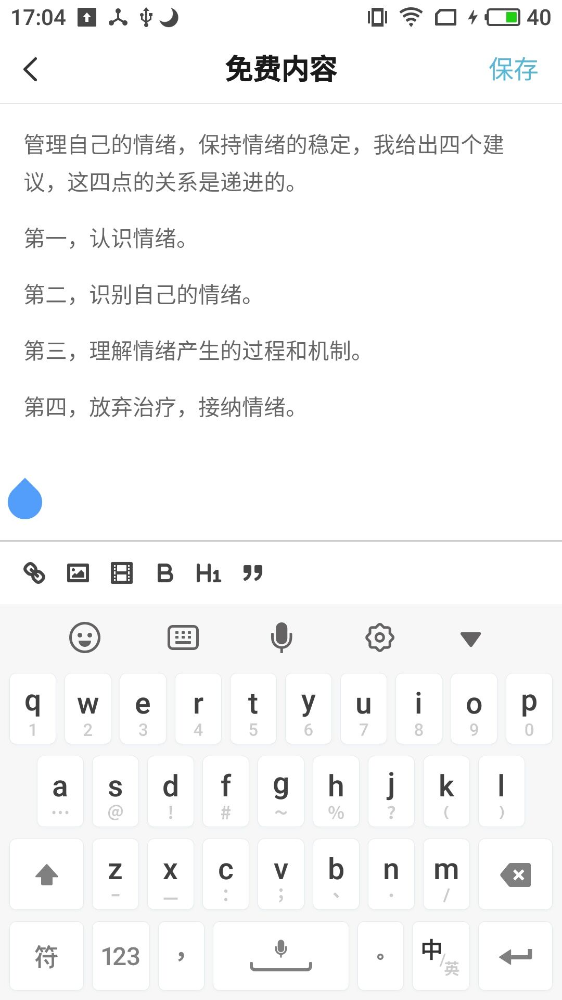 17:04 40
免费内容 保存
管理自己的情绪，保持情绪的稳定，我给出四个建
议，这四点的关系是递进的。
第一，认识情绪。
第二，识别自己的情绪。
第三，理解情绪产生的过程和机制。
第四，放弃治疗，接纳情绪。
B H1 ”
q w e r t y u i o p
1 2 3 4 5 6 7 8 9 0
a s d f g h j k l
… @ ! # ～ % ? ( )
z x c v b n m
- — : ; 、 · /
符 123 ， 。 中/英